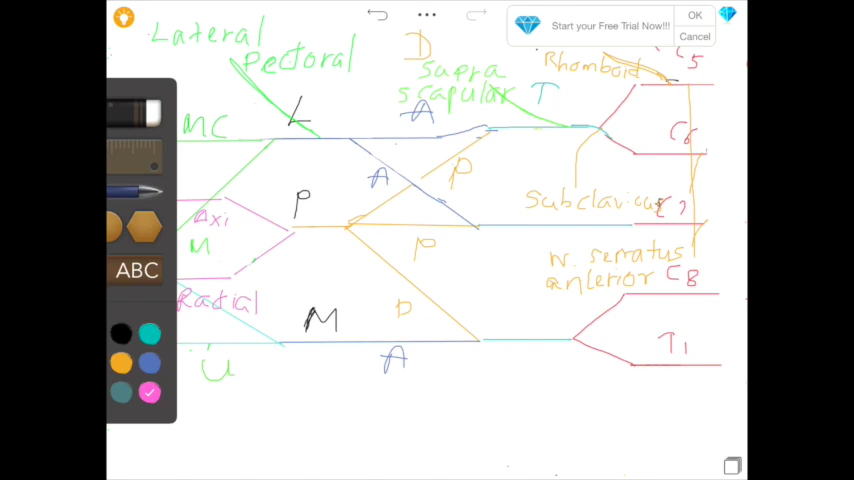 Start your Free Trial Now!!!
OK
Cancel
Lateral
Pectoral
D
Supra
scapular
T
Rhomboid
C5
MC
L
A
C6
A
P
Subclavius
Axi
P
M
P
N. serratus
anterior
C8
Ratial
D
M
T1
U
A
ABC